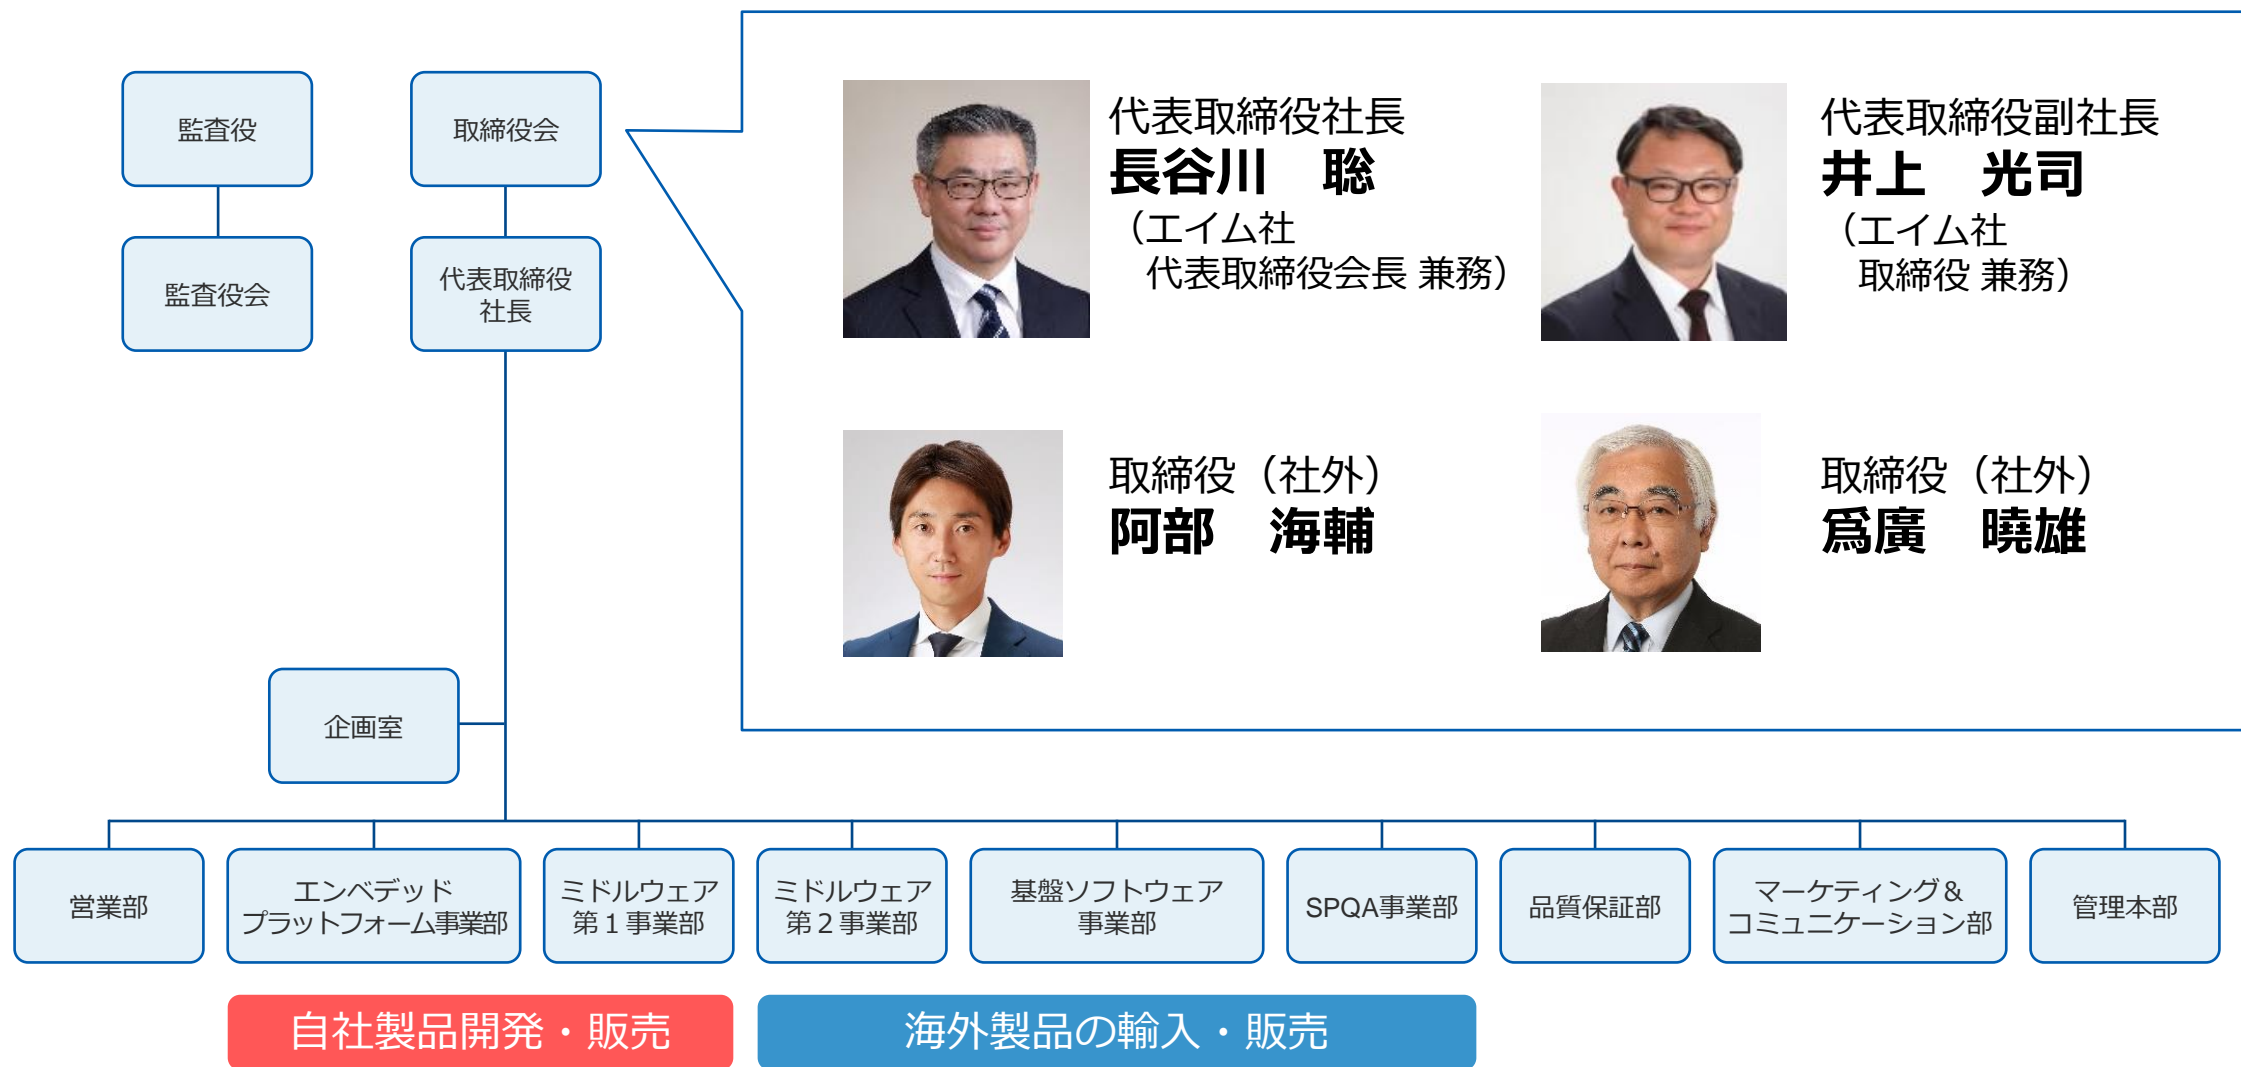 監査役
取締役会
監査役会
代表取締役
社長
代表取締役社長
長谷川　聡
（エイム社
代表取締役会長 兼務）
代表取締役副社長
井上　光司
（エイム社
取締役 兼務）
取締役（社外）
阿部　海輔
取締役（社外）
爲廣　曉雄
企画室
営業部
エンベデッド
プラットフォーム事業部
ミドルウェア
第１事業部
ミドルウェア
第２事業部
基盤ソフトウェア
事業部
SPQA事業部
品質保証部
マーケティング＆
コミュニケーション部
管理本部
自社製品開発・販売
海外製品の輸入・販売